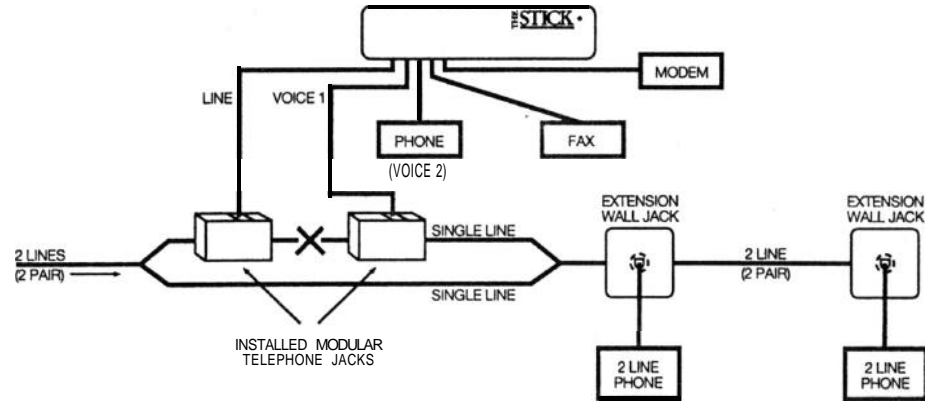 THE STICK
MODEM
LINE
VOICE 1
PHONE
(VOICE 2)
FAX
EXTENSION
WALL JACK
EXTENSION
WALL JACK
2 LINES
(2 PAIR)
SINGLE LINE
SINGLE LINE
2 LINE
(2 PAIR)
INSTALLED MODULAR
TELEPHONE JACKS
2 LINE
PHONE
2 LINE
PHONE